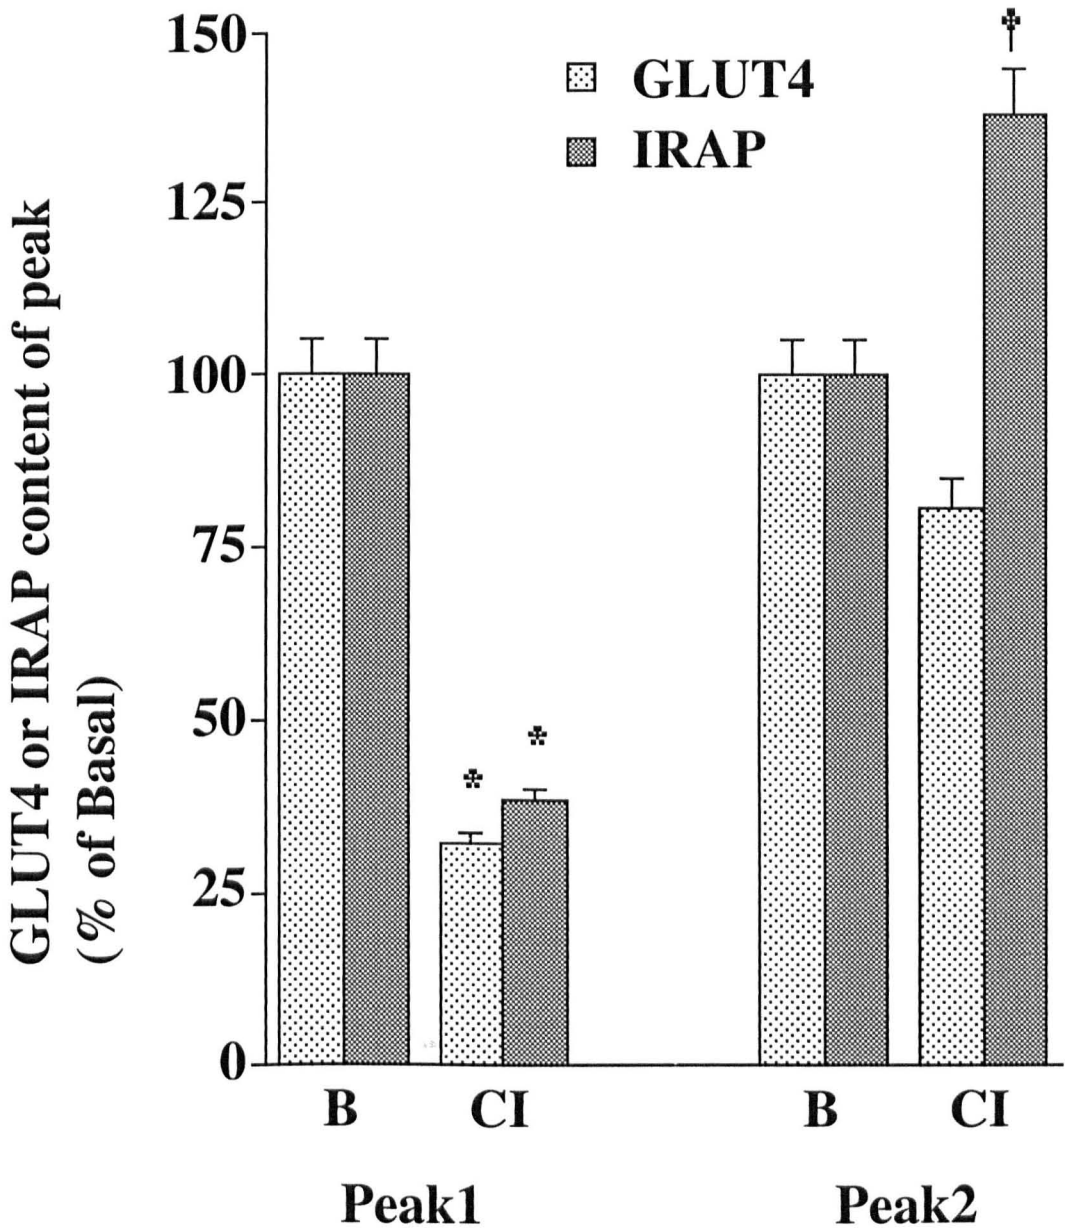 GLUT4 or IRAP content of peak
(% of Basal)
150
125
100
75
50
25
0
GLUT4
IRAP
*
*
†
B
CI
B
CI
Peak1
Peak2